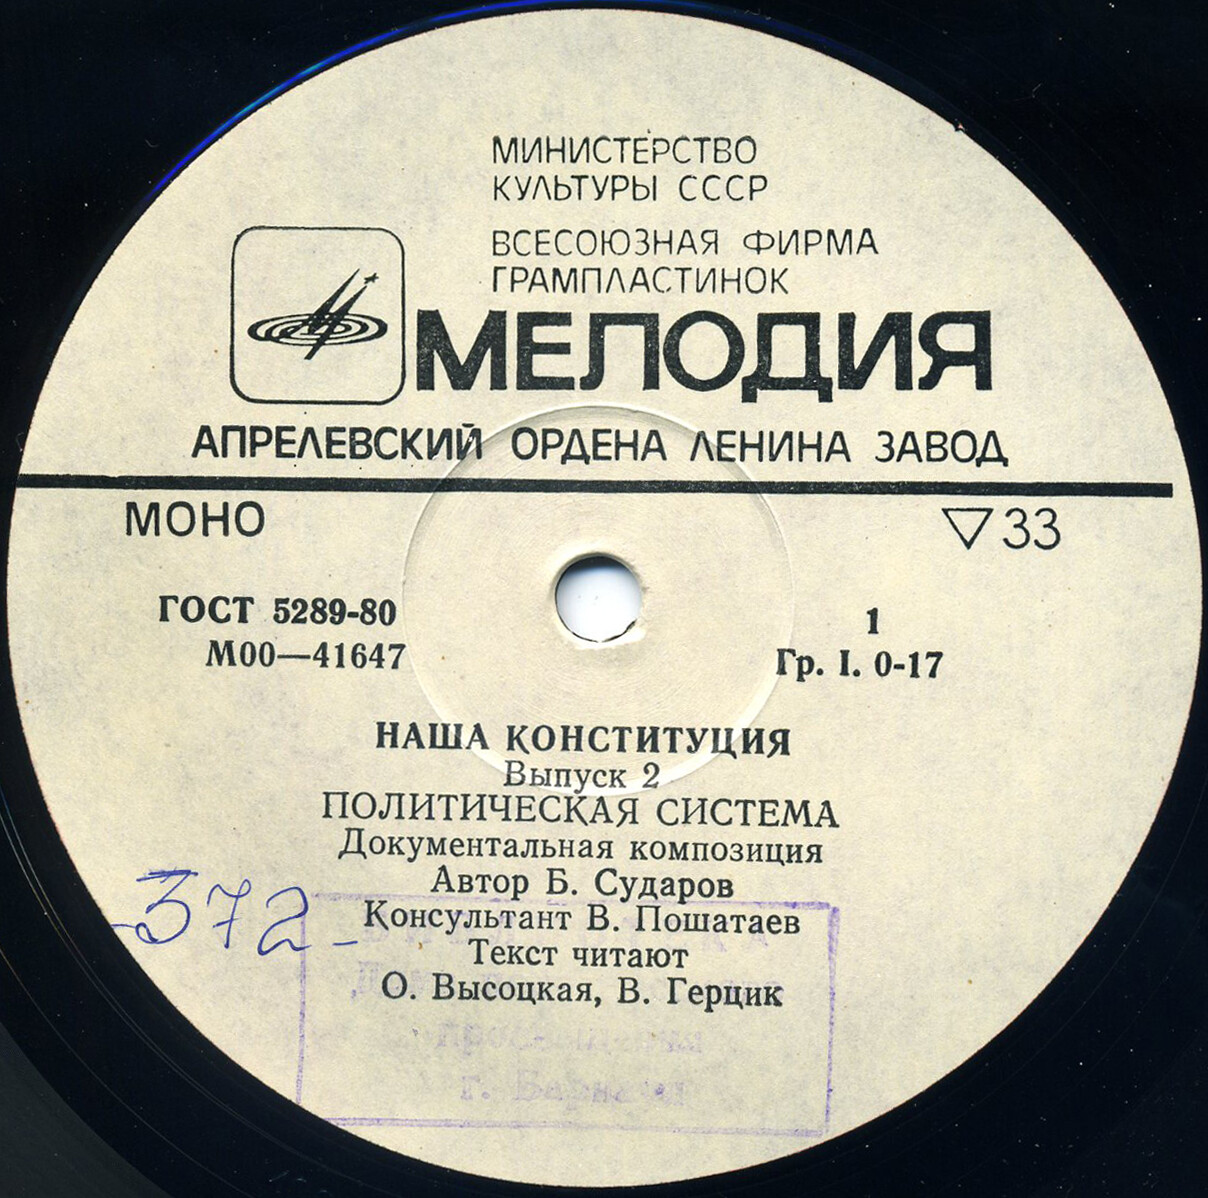 МИНИСТЕРСТВО
КУЛЬТУРЫ СССР
ВСЕСОЮЗНАЯ ФИРМА
ГРАМПЛАСТИНОК
МЕЛОДИЯ
АПРЕЛЕВСКИЙ ОРДЕНА ЛЕНИНА ЗАВОД
МОНО
▽33
ГОСТ 5289-80
М00—41647
1
Гр. I. 0-17
НАША КОНСТИТУЦИЯ
Выпуск 2
ПОЛИТИЧЕСКАЯ СИСТЕМА
Документальная композиция
Автор Б. Сударов
-372-
Консультант В. Пошатаев
Текст читают
О. Высоцкая, В. Герцик